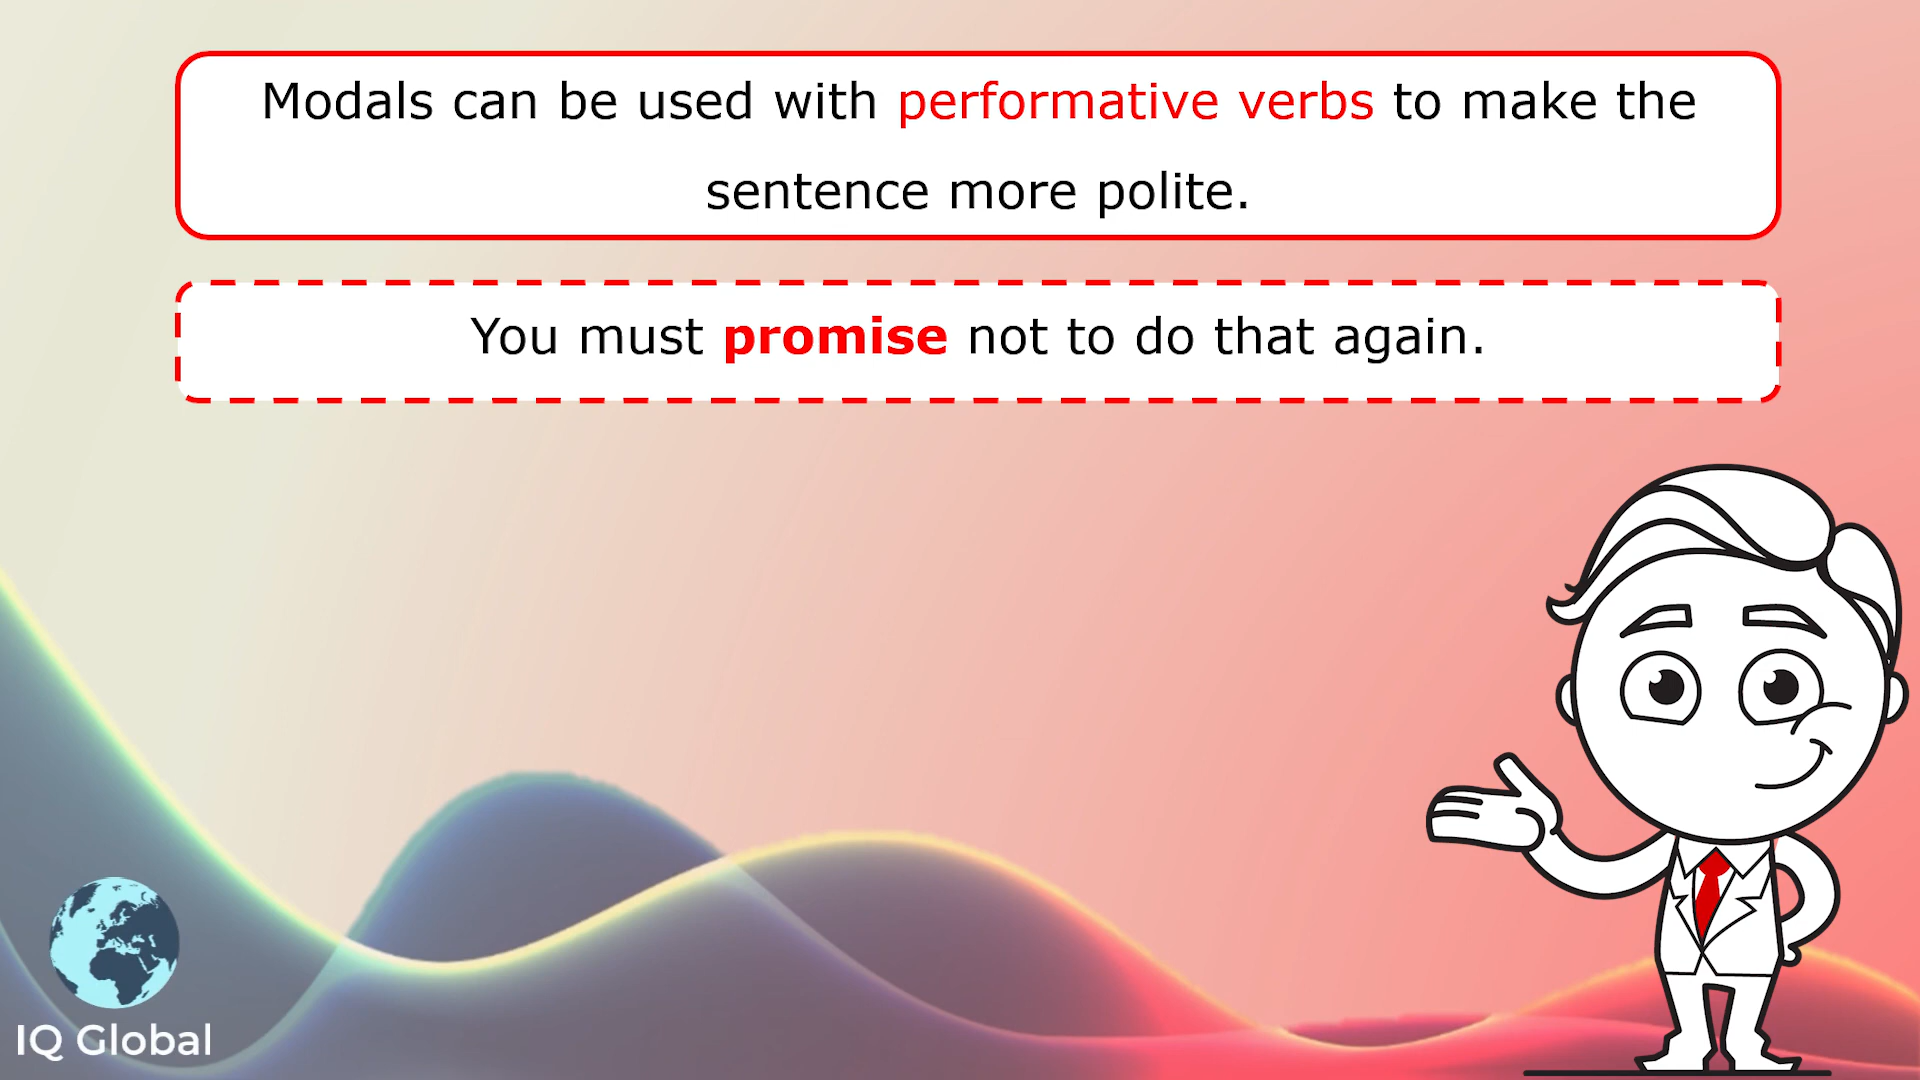 Modals can be used with performative verbs to make the
sentence more polite.
You must promise not to do that again.
IQ Global